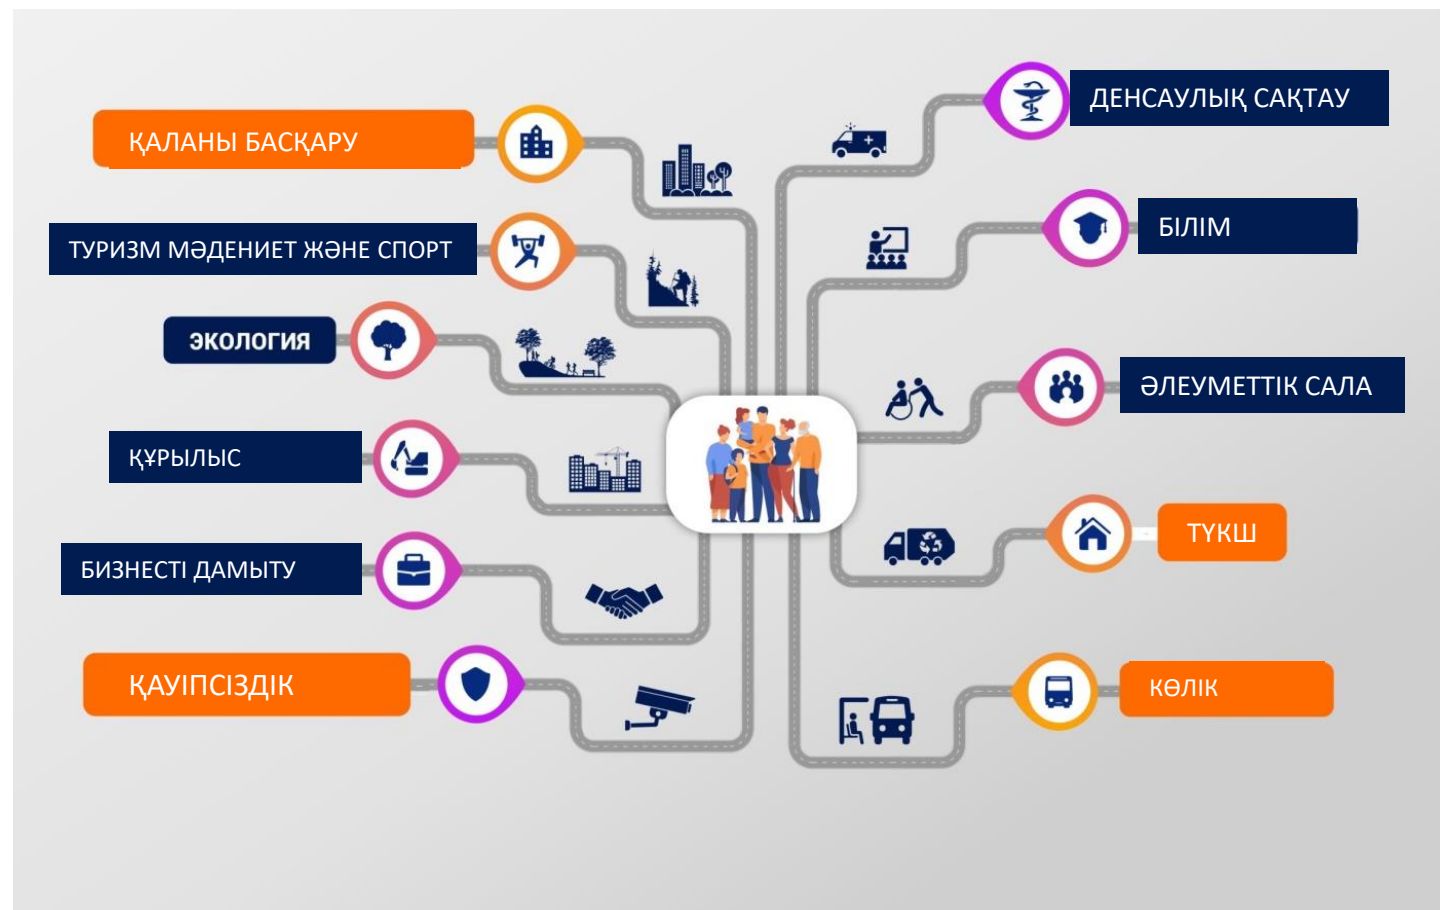 ҚАЛАНЫ БАСҚАРУ
ТУРИЗМ МӘДЕНИЕТ ЖӘНЕ СПОРТ
ЭКОЛОГИЯ
ҚҰРЫЛЫС
БИЗНЕСТІ ДАМЫТУ
ҚАУІПСІЗДІК
ДЕНСАУЛЫҚ САҚТАУ
БІЛІМ
ӘЛЕУМЕТТІК САЛА
ТҮКШ
КӨЛІК